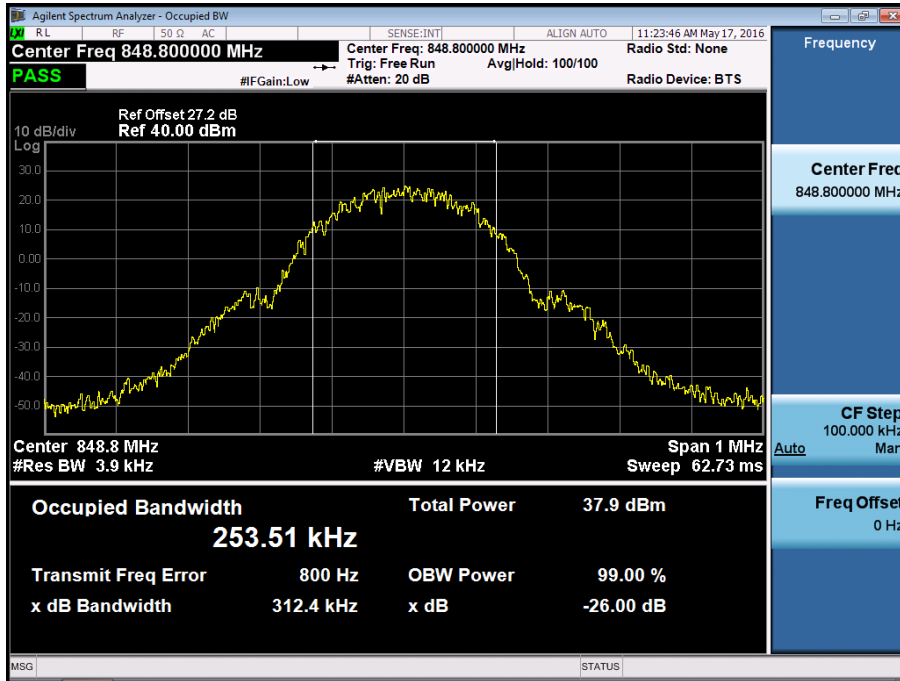 Agilent Spectrum Analyzer - Occupied BW
LXI RL RF 50 Ω AC SENSE:INT ALIGN AUTO 11:23:46 AM May 17, 2016
Center Freq 848.800000 MHz
Center Freq: 848.800000 MHz
Radio Std: None
Trig: Free Run
Avg|Hold: 100/100
PASS
#IFGain:Low
#Atten: 20 dB
Radio Device: BTS
Ref Offset 27.2 dB
10 dB/div
Ref 40.00 dBm
Log
30.0
20.0
10.0
0.00
-10.0
-20.0
-30.0
-40.0
-50.0
Center 848.8 MHz
Span 1 MHz
#Res BW 3.9 kHz
#VBW 12 kHz
Sweep 62.73 ms
Occupied Bandwidth
Total Power
37.9 dBm
253.51 kHz
Transmit Freq Error
800 Hz
OBW Power
99.00 %
x dB Bandwidth
312.4 kHz
x dB
-26.00 dB
MSG
STATUS
Frequency
Center Freq
848.800000 MHz
CF Step
100.000 kHz
Auto Man
Freq Offset
0 Hz